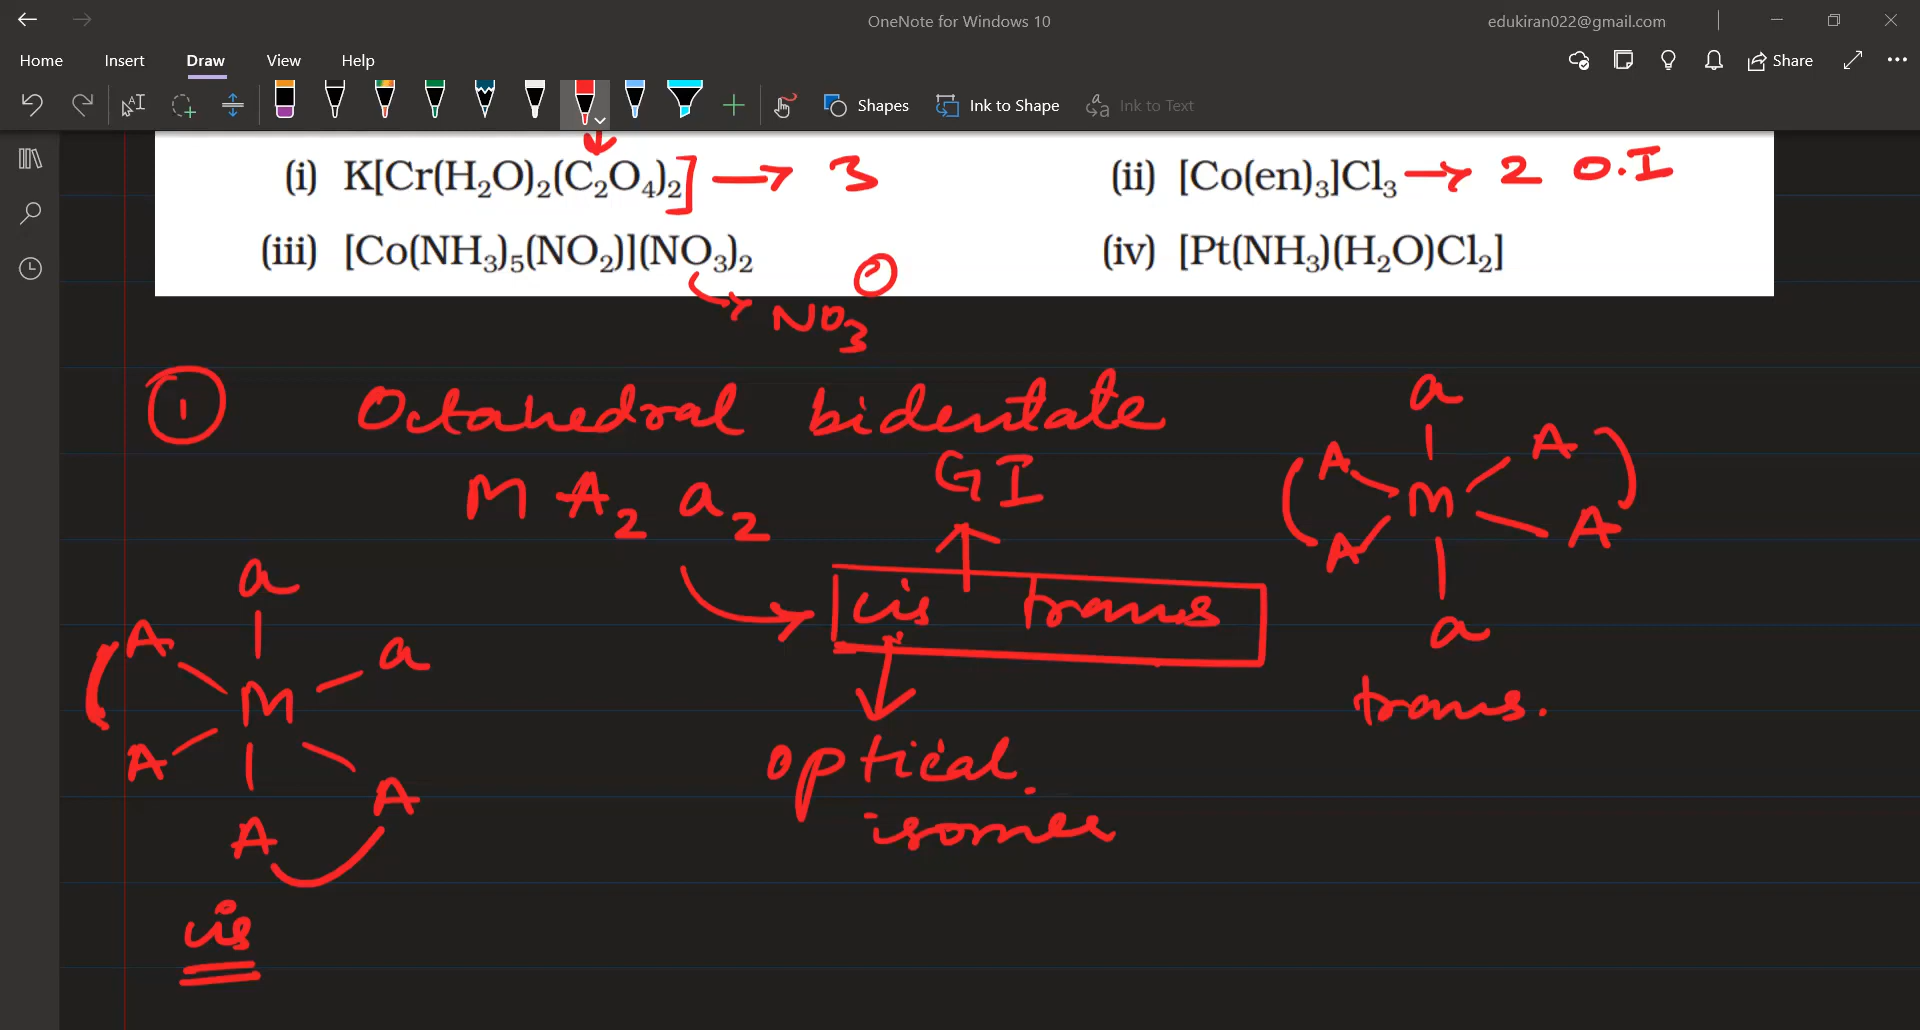 OneNote for Windows 10
edukiran022@gmail.com
Home Insert Draw View Help
Share
Shapes Ink to Shape Ink to Text
(i) K[Cr(H₂O)₂(C₂O₄)₂] → 3
(ii) [Co(en)₃]Cl₃ → 2 O.I
(iii) [Co(NH₃)₅(NO₂)](NO₃)₂
(iv) [Pt(NH₃)(H₂O)Cl₂]
NO₃
1 Octahedral bidentate
M A₂ a₂
GI
cis trans
optical
isomer
a
A A
M
A A
a
trans.
a
A a
M
A A
A
cis